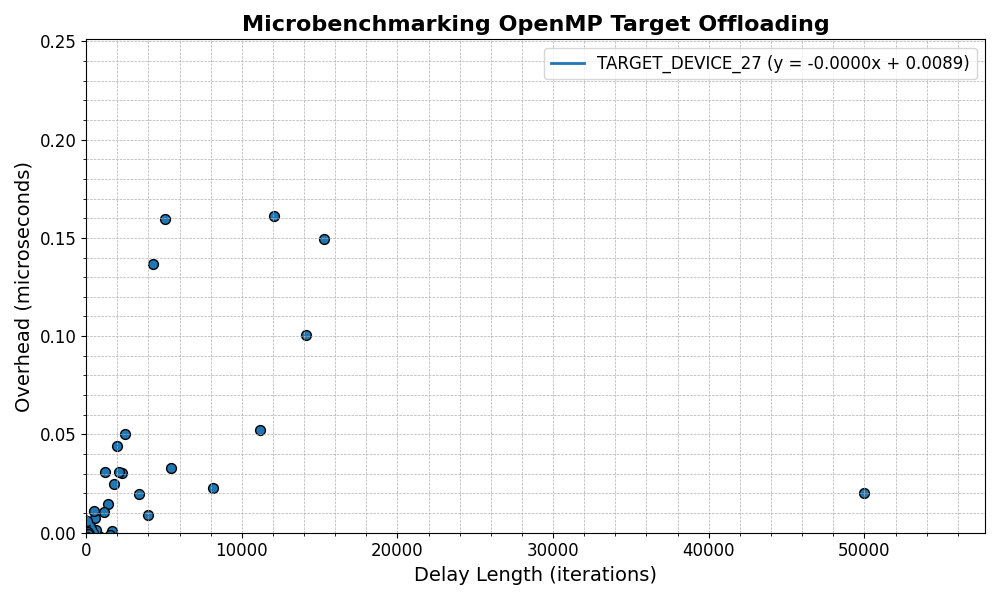 Microbenchmarking OpenMP Target Offloading
TARGET_DEVICE_27 (y = -0.0000x + 0.0089)
Overhead (microseconds)
0.25
0.20
0.15
0.10
0.05
0.00
0 10000 20000 30000 40000 50000
Delay Length (iterations)